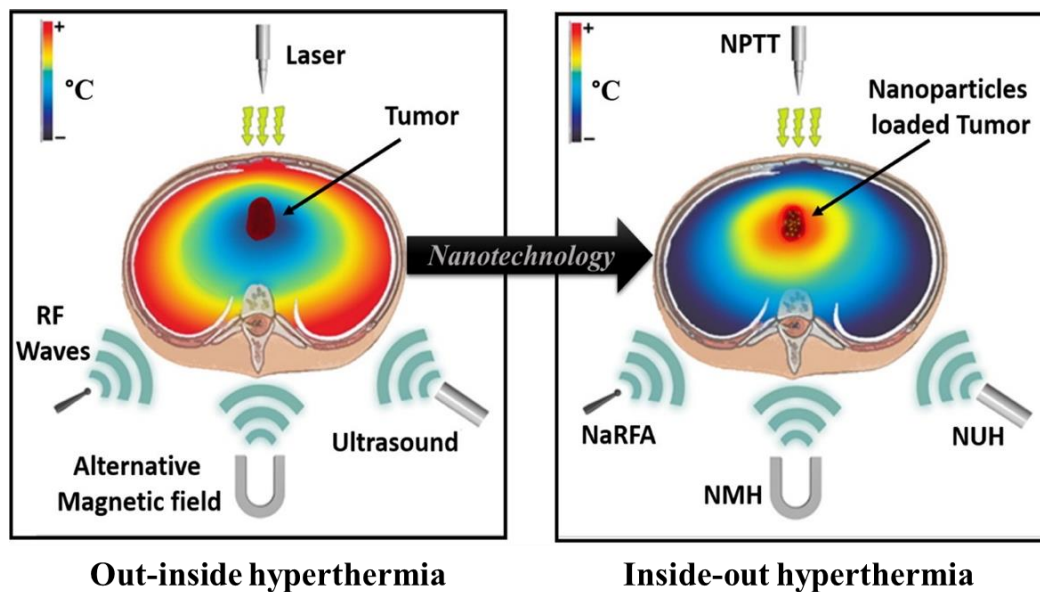 +
°C
−
Laser
Tumor
RF
Waves
Alternative
Magnetic field
Ultrasound
Nanotechnology
+
°C
−
NPTT
Nanoparticles
loaded Tumor
NaRFA
NMH
NUH
Out-inside hyperthermia
Inside-out hyperthermia